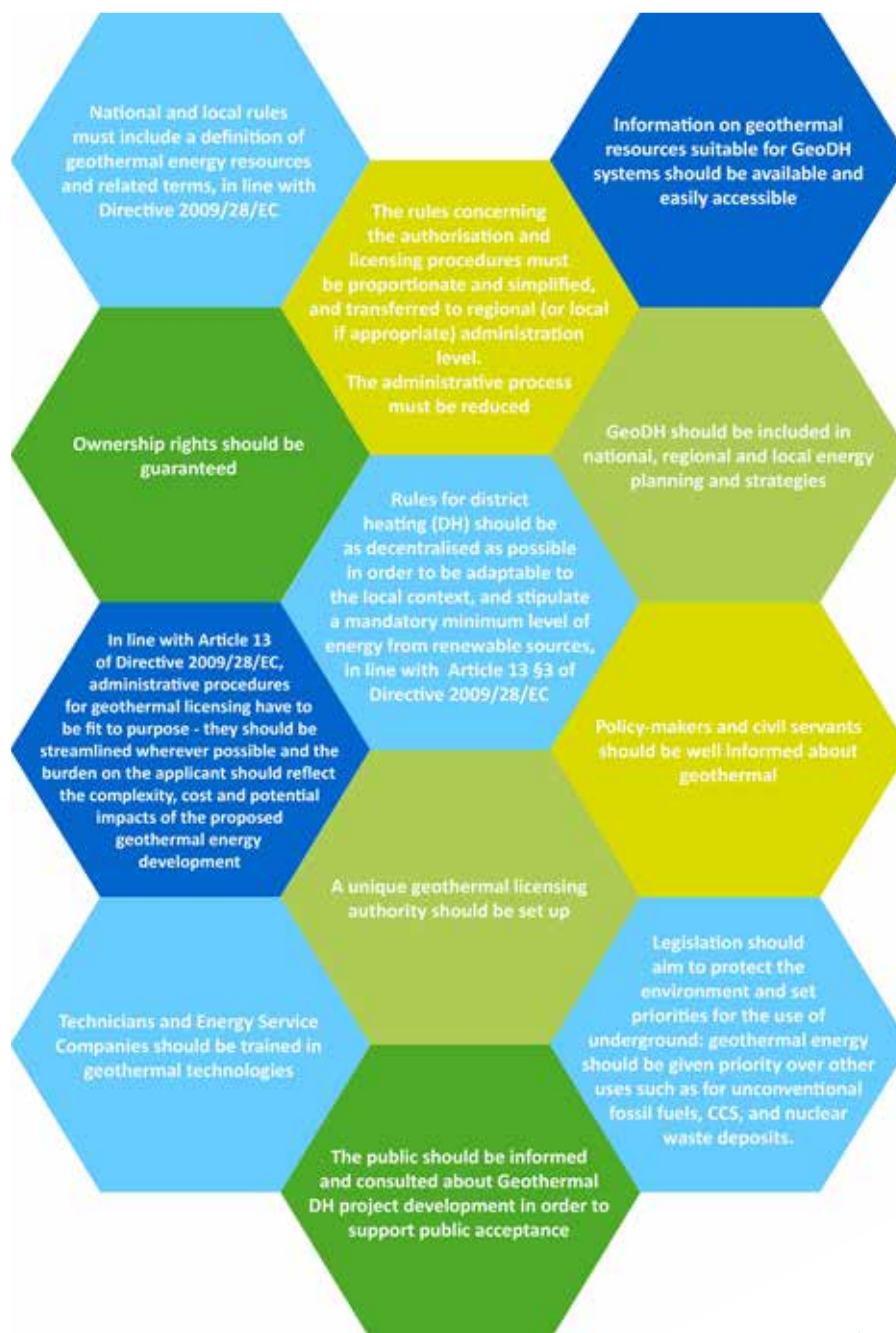 National and local rules
must include a definition of
geothermal energy resources
and related terms, in line with
Directive 2009/28/EC
Information on geothermal
resources suitable for GeoDH
systems should be available and
easily accessible
The rules concerning
the authorisation and
licensing procedures must
be proportionate and simplified,
and transferred to regional (or local
if appropriate) administration
level.
The administrative process
must be reduced
Ownership rights should be
guaranteed
GeoDH should be included in
national, regional and local energy
planning and strategies
Rules for district
heating (DH) should be
as decentralised as possible
in order to be adaptable to
the local context, and stipulate
a mandatory minimum level of
energy from renewable sources,
in line with Article 13 §3 of
Directive 2009/28/EC
In line with Article 13
of Directive 2009/28/EC,
administrative procedures
for geothermal licensing have to
be fit to purpose - they should be
streamlined wherever possible and the
burden on the applicant should reflect
the complexity, cost and potential
impacts of the proposed
geothermal energy
development
Policy-makers and civil servants
should be well informed about
geothermal
A unique geothermal licensing
authority should be set up
Technicians and Energy Service
Companies should be trained in
geothermal technologies
Legislation should
aim to protect the
environment and set
priorities for the use of
underground: geothermal energy
should be given priority over other
uses such as for unconventional
fossil fuels, CCS, and nuclear
waste deposits.
The public should be informed
and consulted about Geothermal
DH project development in order to
support public acceptance